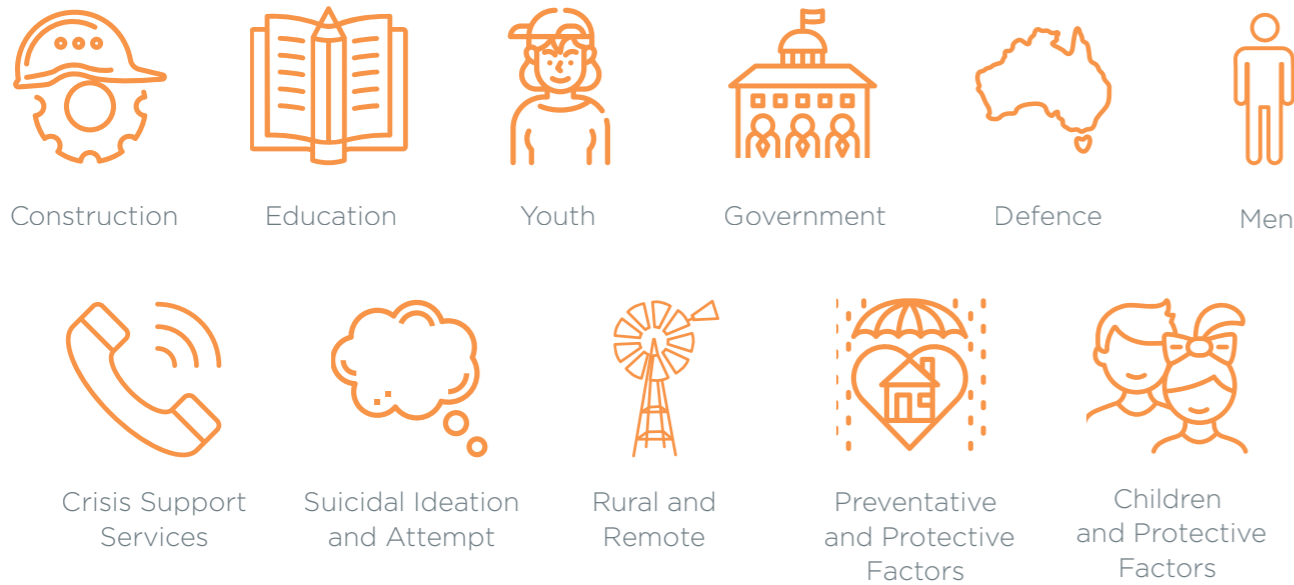 Construction
Education
Youth
Government
Defence
Men
Crisis Support
Services
Suicidal Ideation
and Attempt
Rural and
Remote
Preventative
and Protective
Factors
Children
and Protective
Factors